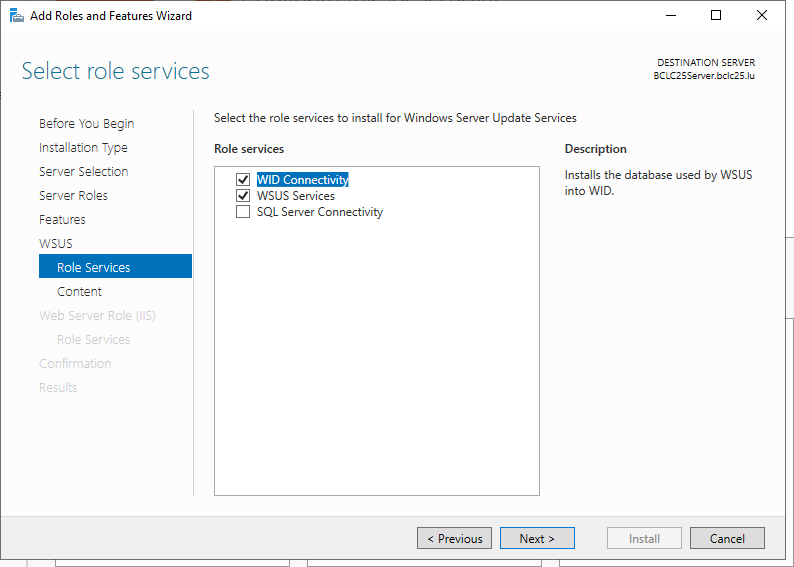 Add Roles and Features Wizard
Select role services
DESTINATION SERVER
BCLC25Server.bclc25.lu
Before You Begin
Installation Type
Server Selection
Server Roles
Features
WSUS
Role Services
Content
Web Server Role (IIS)
Role Services
Confirmation
Results
Select the role services to install for Windows Server Update Services
Role services
WID Connectivity
WSUS Services
SQL Server Connectivity
Description
Installs the database used by WSUS
into WID.
< Previous
Next >
Install
Cancel